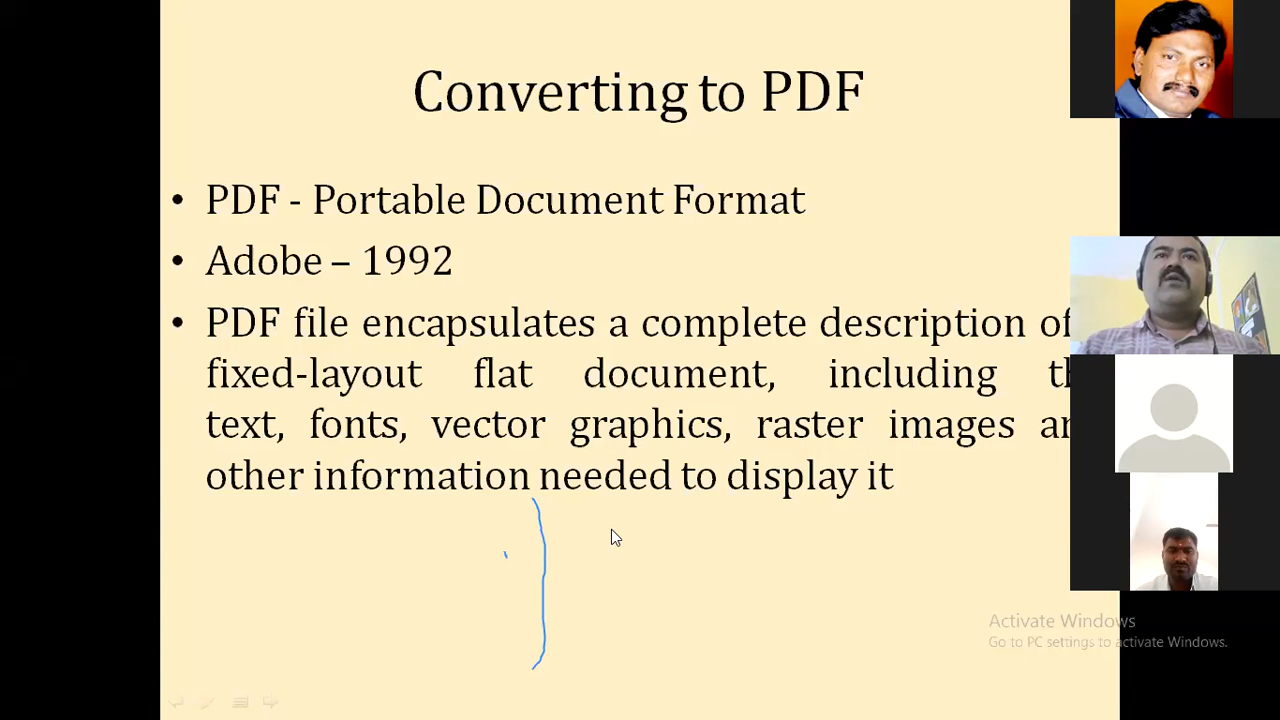 Converting to PDF
• PDF - Portable Document Format
• Adobe – 1992
• PDF file encapsulates a complete description of
fixed-layout flat document, including
text, fonts, vector graphics, raster images
other information needed to display it
Activate Windows
Go to PC settings to activate Windows.